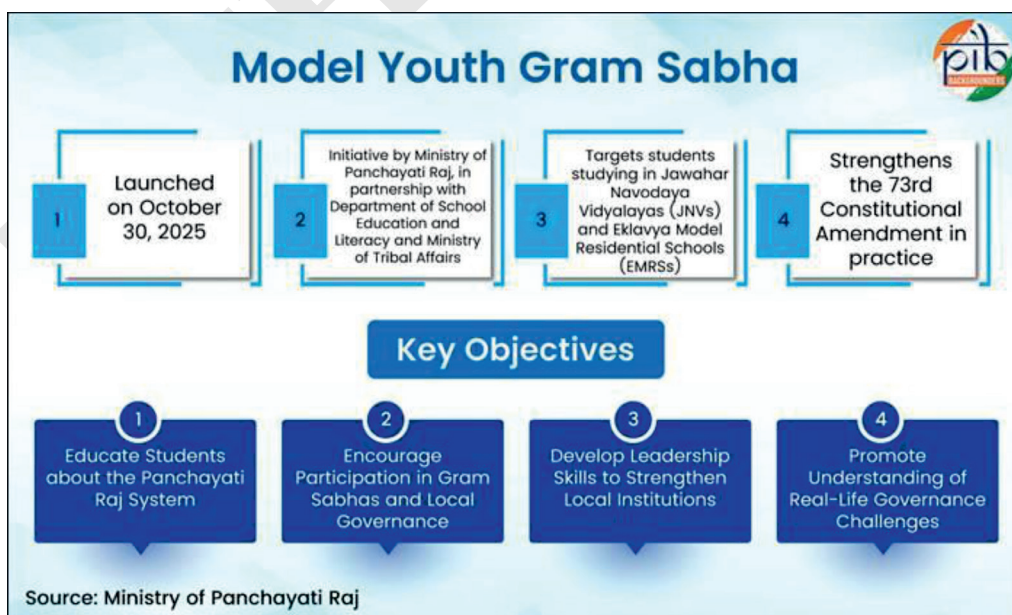 Model Youth Gram Sabha
pib
BACKGROUNDERS
1
Launched
on October
30, 2025
2
Initiative by Ministry of
Panchayati Raj, in
partnership with
Department of School
Education and
Literacy and Ministry
of Tribal Affairs
3
Targets students
studying in Jawahar
Navodaya
Vidyalayas (JNVs)
and Eklavya Model
Residential Schools
(EMRSs)
4
Strengthens
the 73rd
Constitutional
Amendment in
practice
Key Objectives
1
Educate Students
about the Panchayati
Raj System
2
Encourage
Participation in Gram
Sabhas and Local
Governance
3
Develop Leadership
Skills to Strengthen
Local Institutions
4
Promote
Understanding of
Real-Life Governance
Challenges
Source: Ministry of Panchayati Raj